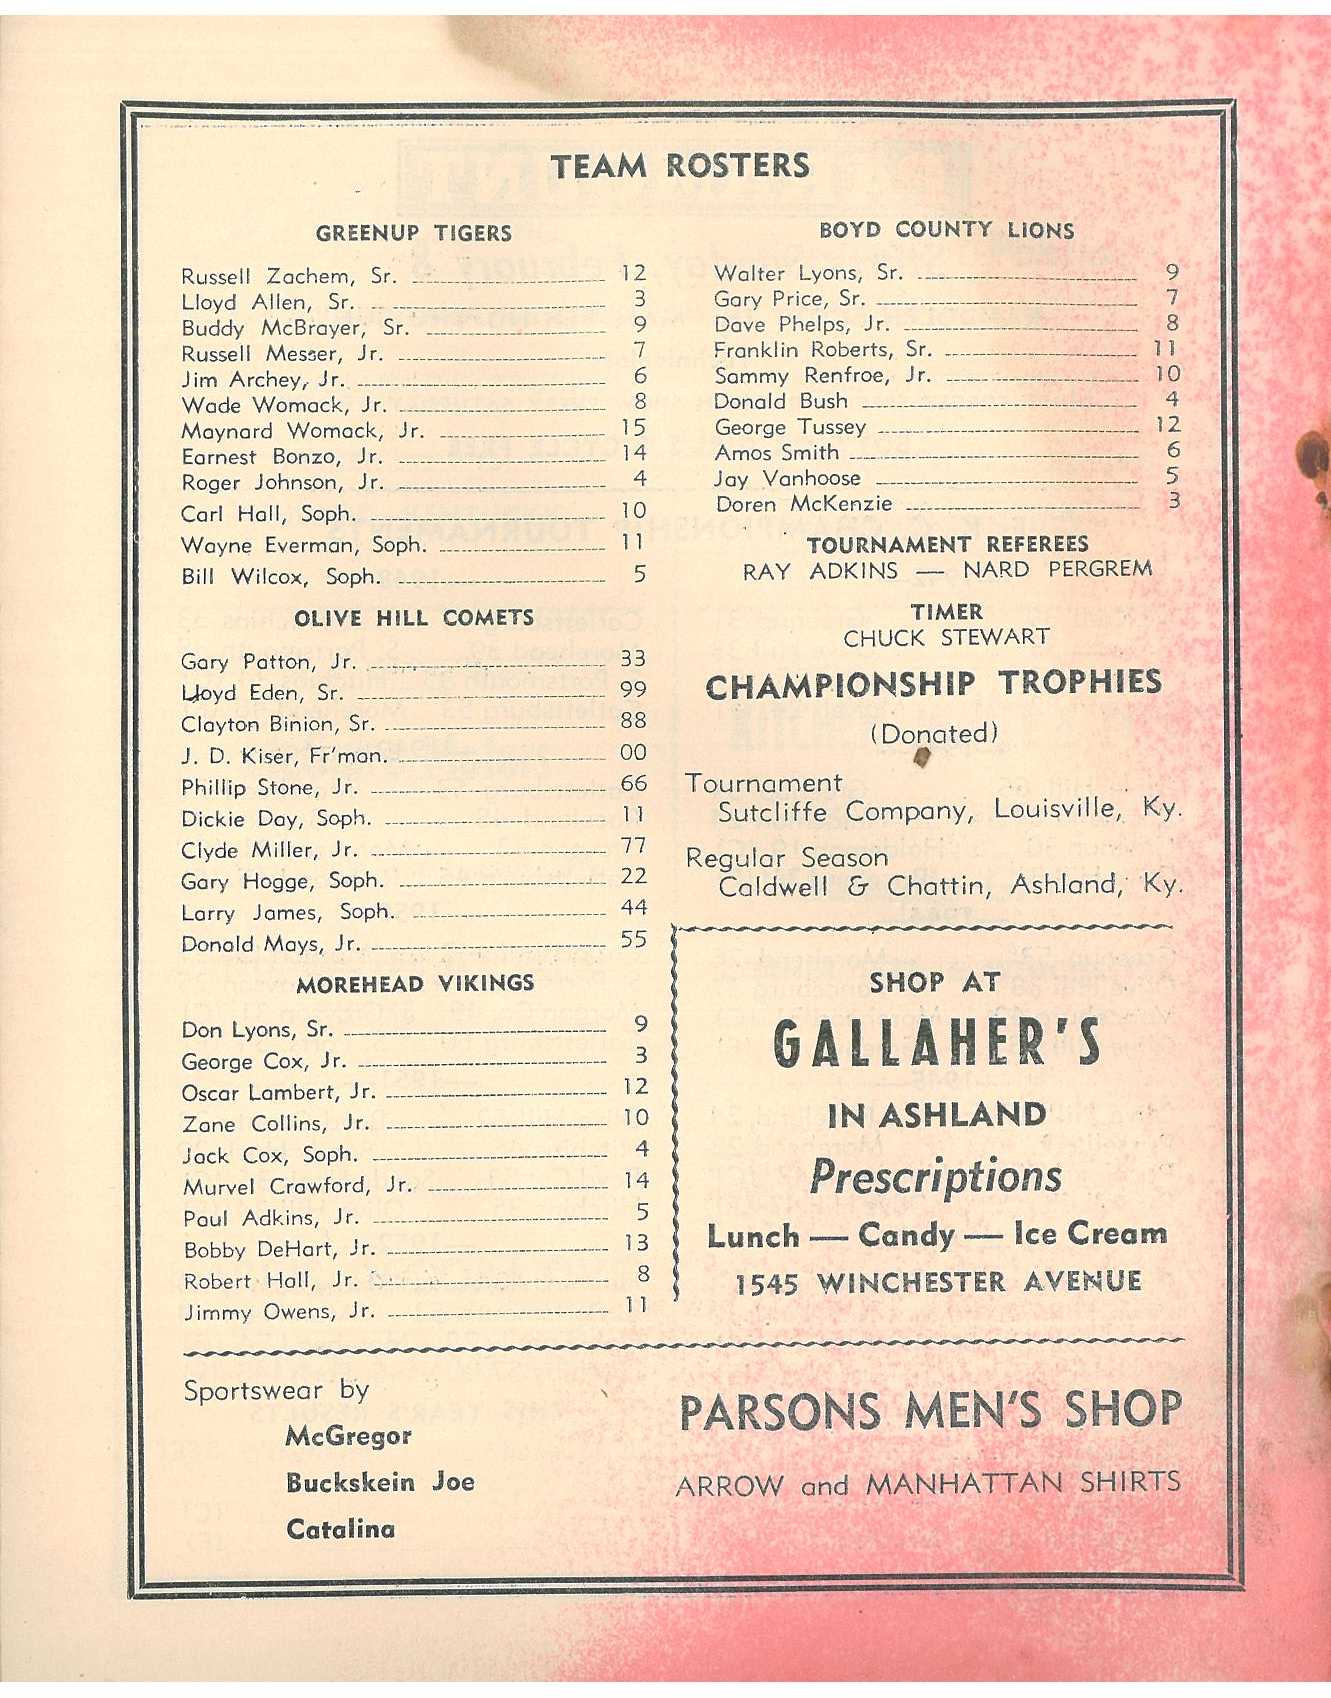 TEAM ROSTERS
GREENUP TIGERS
Russell Zachem, Sr. 12
Lloyd Allen, Sr. 3
Buddy McBrayer, Sr. 9
Russell Messer, Jr. 7
Jim Archey, Jr. 6
Wade Womack, Jr. 8
Maynard Womack, Jr. 15
Earnest Bonzo, Jr. 14
Roger Johnson, Jr. 4
Carl Hall, Soph. 10
Wayne Everman, Soph. 11
Bill Wilcox, Soph. 5
OLIVE HILL COMETS
Gary Patton, Jr. 33
Lloyd Eden, Sr. 99
Clayton Binion, Sr. 88
J. D. Kiser, Fr'man. 00
Phillip Stone, Jr. 66
Dickie Day, Soph. 11
Clyde Miller, Jr. 77
Gary Hogge, Soph. 22
Larry James, Soph. 44
Donald Mays, Jr. 55
MOREHEAD VIKINGS
Don Lyons, Sr. 9
George Cox, Jr. 3
Oscar Lambert, Jr. 12
Zane Collins, Jr. 10
Jack Cox, Soph. 4
Murvel Crawford, Jr. 14
Paul Adkins, Jr. 5
Bobby DeHart, Jr. 13
Robert Hall, Jr. 8
Jimmy Owens, Jr. 11
BOYD COUNTY LIONS
Walter Lyons, Sr. 9
Gary Price, Sr. 7
Dave Phelps, Jr. 8
Franklin Roberts, Sr. 11
Sammy Renfroe, Jr. 10
Donald Bush 4
George Tussey 12
Amos Smith 6
Jay Vanhoose 5
Doren McKenzie 3
TOURNAMENT REFEREES
RAY ADKINS — NARD PERGREM
TIMER
CHUCK STEWART
CHAMPIONSHIP TROPHIES
(Donated)
Tournament
Sutcliffe Company, Louisville, Ky.
Regular Season
Caldwell & Chattin, Ashland, Ky.
SHOP AT
GALLAHER'S
IN ASHLAND
Prescriptions
Lunch — Candy — Ice Cream
1545 WINCHESTER AVENUE
Sportswear by
McGregor
Buckskein Joe
Catalina
PARSONS MEN'S SHOP
ARROW and MANHATTAN SHIRTS